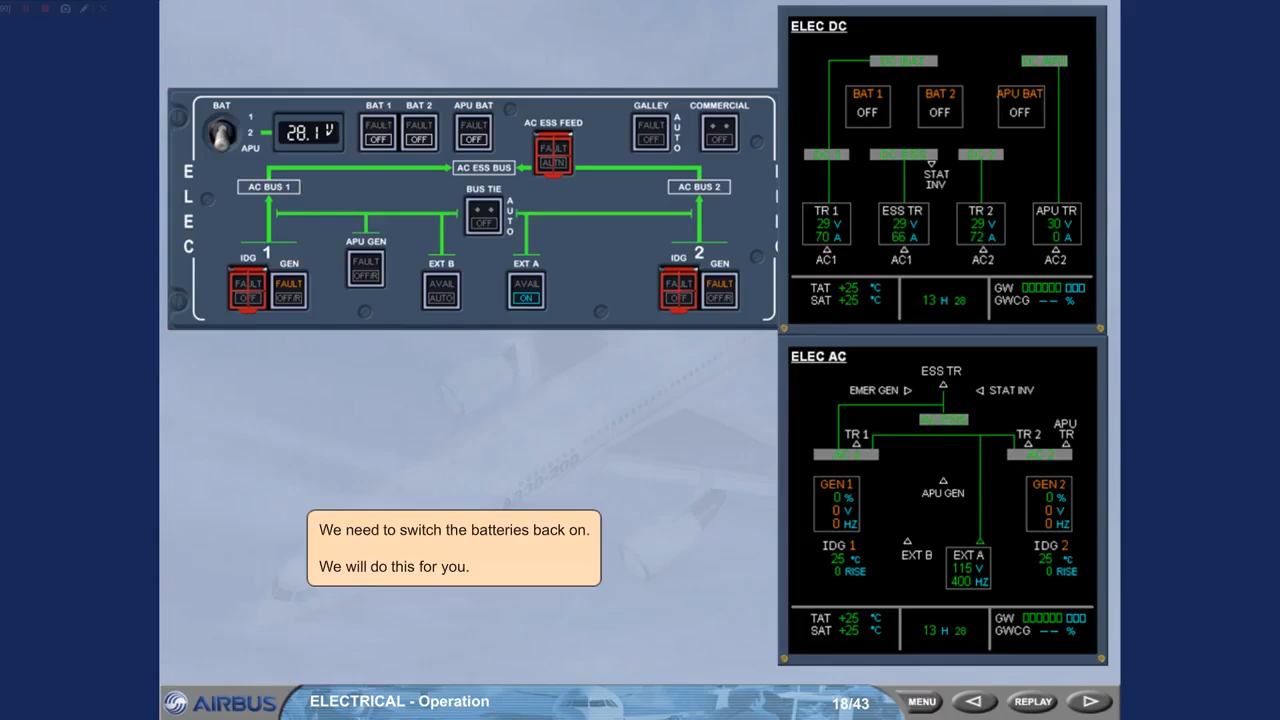 ELEC DC
BAT 1
OFF
BAT 2
OFF
APU BAT
OFF
STAT
INV
TR 1
29 V
70 A
AC1
ESS TR
29 V
66 A
AC1
TR 2
29 V
72 A
AC2
APU TR
30 V
0 A
AC2
TAT +25 °C
SAT +25 °C
13 H 28
GW
GWCG -- %
BAT
1
2
APU
28.1 V
BAT 1
FAULT
OFF
BAT 2
FAULT
OFF
APU BAT
FAULT
OFF
AC ESS FEED
FAULT
ALTN
GALLEY
FAULT
OFF
AUTO
COMMERCIAL
OFF
ELEC
AC ESS BUS
AC BUS 1
AC BUS 2
BUS TIE
OFF
AUTO
IDG
1
GEN
FAULT
OFF
FAULT
OFF/R
APU GEN
FAULT
OFF/R
EXT B
AVAIL
AUTO
EXT A
AVAIL
ON
IDG
2
GEN
FAULT
OFF
FAULT
OFF/R
ELEC AC
ESS TR
EMER GEN
STAT INV
TR 1
TR 2
APU
TR
GEN 1
0 %
0 V
0 HZ
APU GEN
GEN 2
0 %
0 V
0 HZ
IDG 1
25 °C
0 RISE
EXT B
EXT A
115 V
400 HZ
IDG 2
25 °C
0 RISE
TAT +25 °C
SAT +25 °C
13 H 28
GW
GWCG -- %
We need to switch the batteries back on.
We will do this for you.
AIRBUS
ELECTRICAL - Operation
18/43
MENU
REPLAY